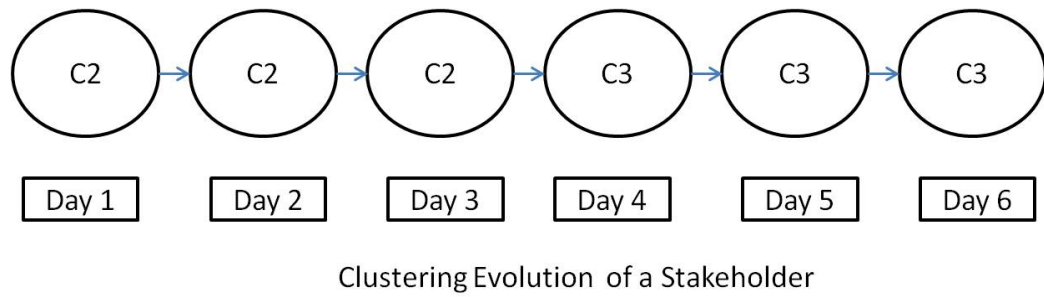 C2 C2 C2 C3 C3 C3
Day 1 Day 2 Day 3 Day 4 Day 5 Day 6
Clustering Evolution of a Stakeholder